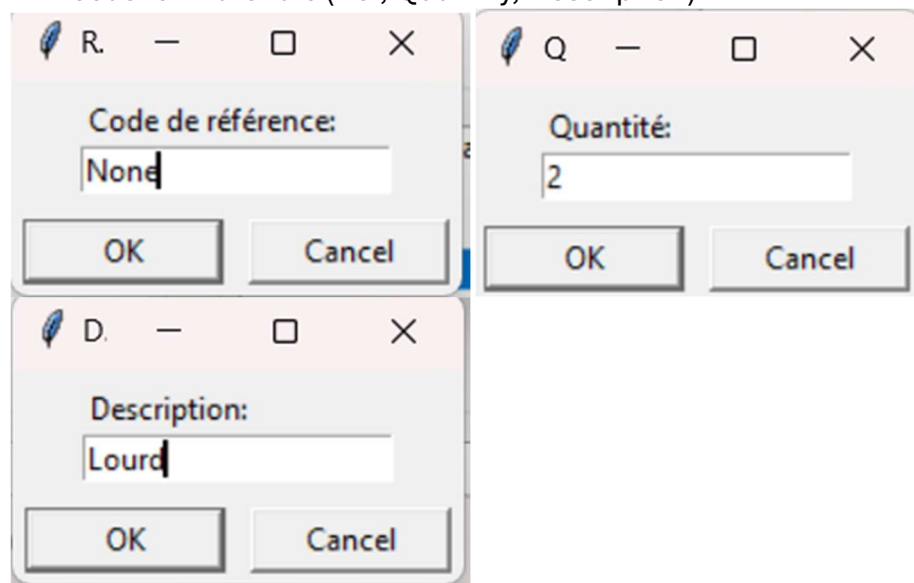 R.
Code de référence:
None
OK Cancel
Q
Quantité:
2
OK Cancel
D.
Description:
Lourd
OK Cancel